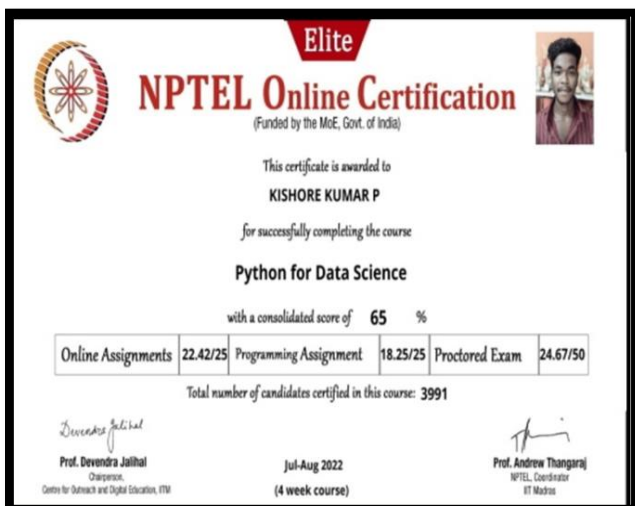 Elite
NPTEL Online Certification
(Funded by the MoE, Govt. of India)
This certificate is awarded to
KISHORE KUMAR P
for successfully completing the course
Python for Data Science
with a consolidated score of 65 %
Online Assignments 22.42/25 Programming Assignment 18.25/25 Proctored Exam 24.67/50
Total number of candidates certified in this course: 3991
Devendra Jalihal
Prof. Devendra Jalihal
Chairperson,
Centre for Outreach and Digital Education, IITM
Jul-Aug 2022
(4 week course)
Prof. Andrew Thangaraj
NPTEL, Coordinator
IIT Madras